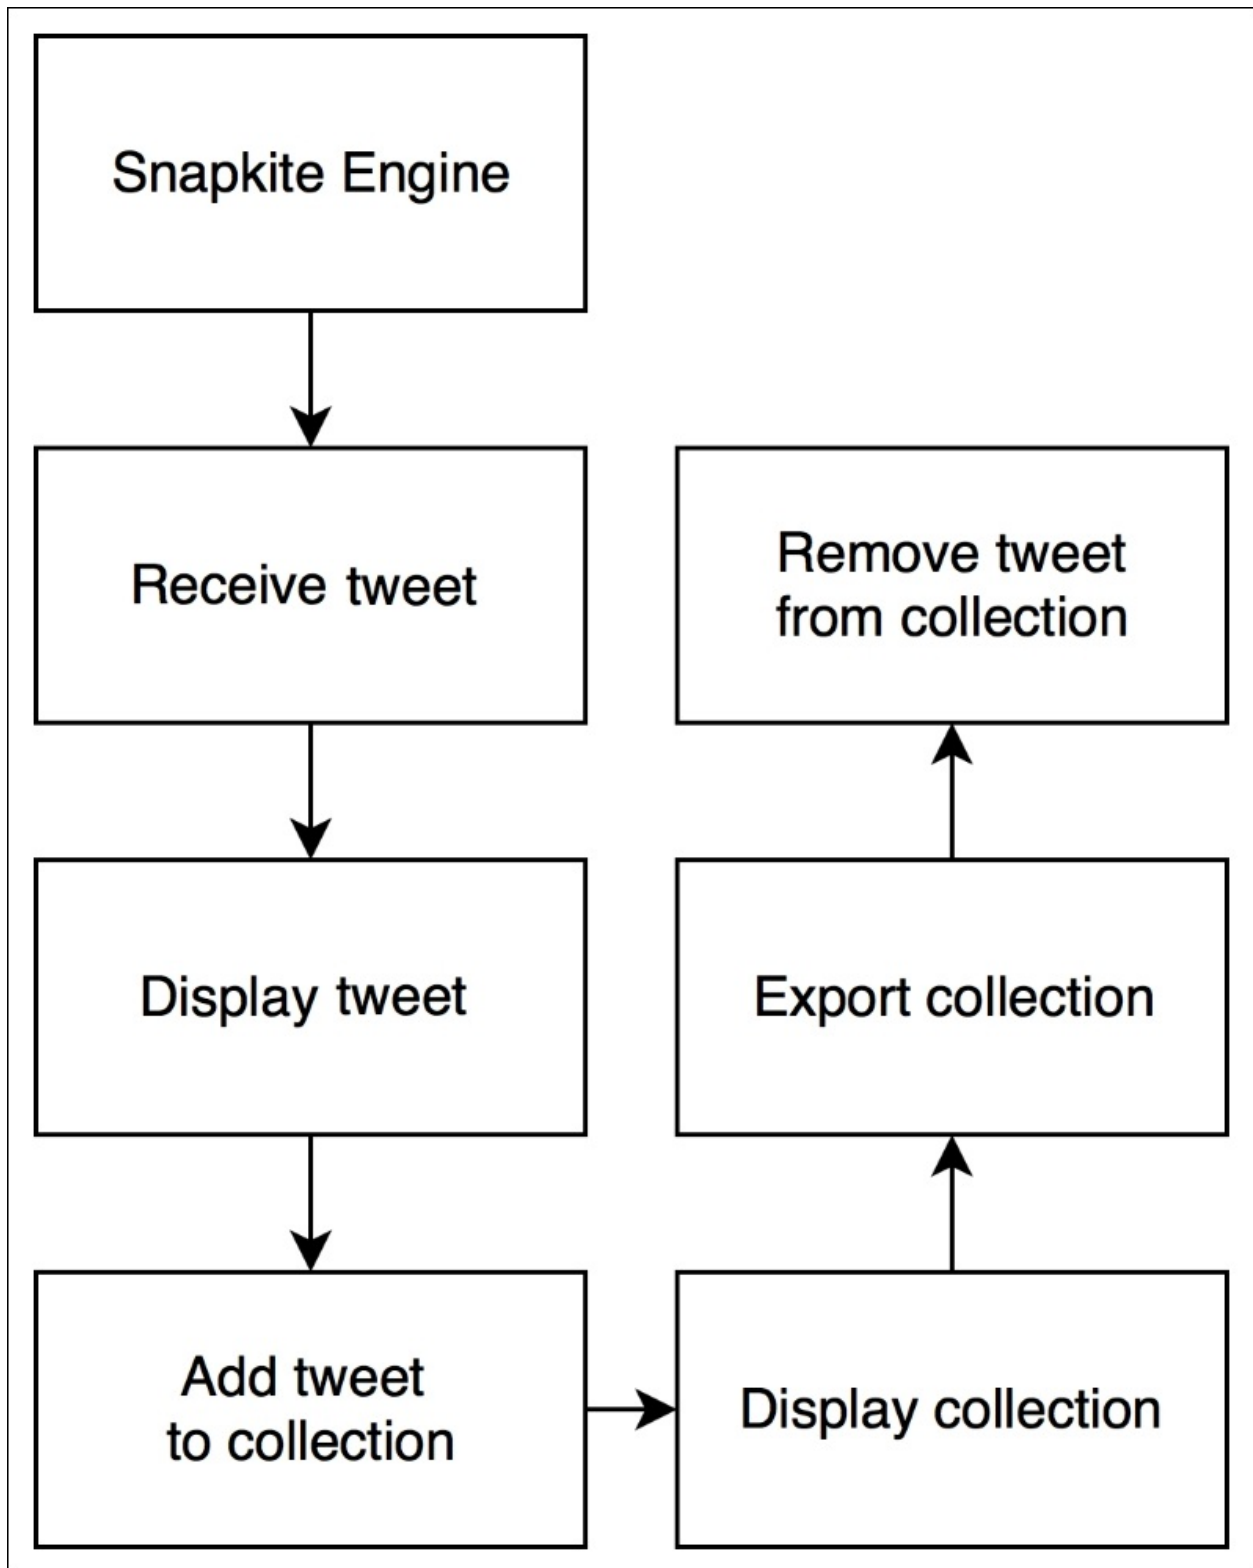 Snapkite Engine
Receive tweet
Display tweet
Add tweet
to collection
Display collection
Export collection
Remove tweet
from collection